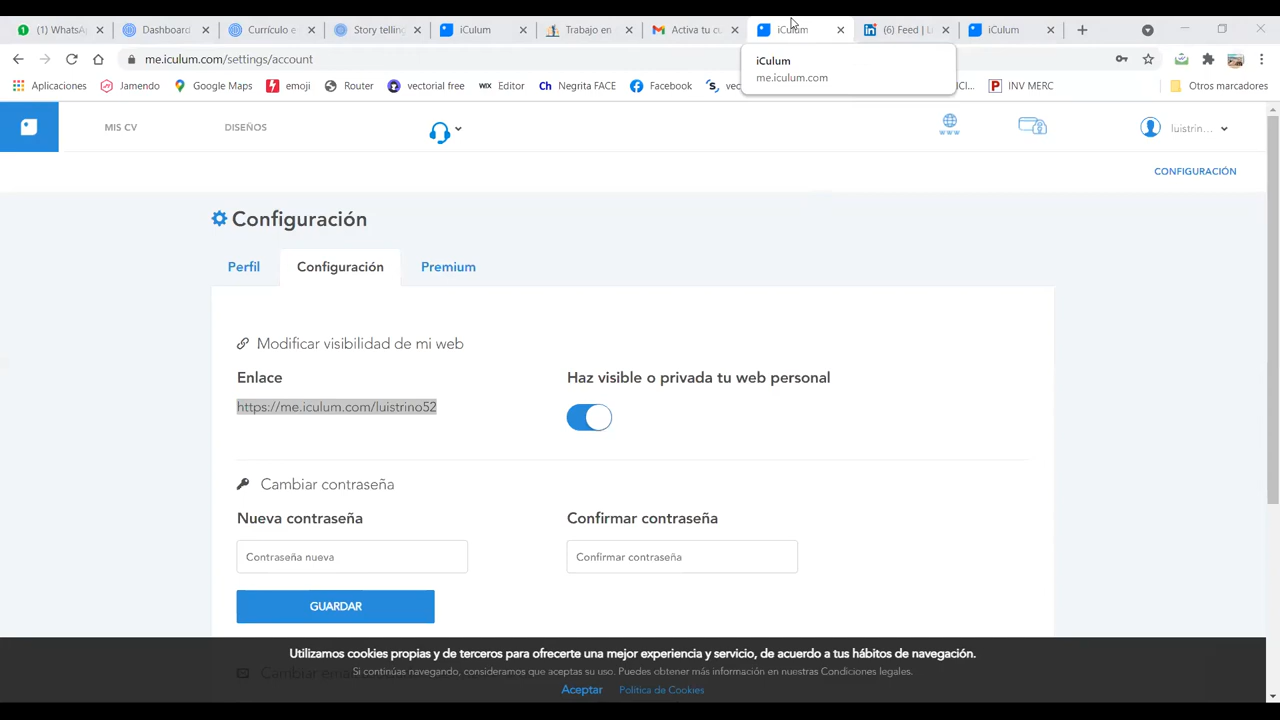 (1) WhatsA
Dashboard
Currículo e
Story telling
iCulum
Trabajo en
Activa tu cu
iCulum
(6) Feed | Li
iCulum
me.iculum.com/settings/account
iCulum
me.iculum.com
Aplicaciones
Jamendo
Google Maps
emoji
Router
vectorial free
WIX Editor
Ch Negrita FACE
Facebook
INV MERC
Otros marcadores
MIS CV
DISEÑOS
www
luistrin...
CONFIGURACIÓN
Configuración
Perfil
Configuración
Premium
Modificar visibilidad de mi web
Enlace
Haz visible o privada tu web personal
https://me.iculum.com/luistrino52
Cambiar contraseña
Nueva contraseña
Confirmar contraseña
Contraseña nueva
Confirmar contraseña
GUARDAR
Utilizamos cookies propias y de terceros para ofrecerte una mejor experiencia y servicio, de acuerdo a tus hábitos de navegación.
Si continúas navegando, consideramos que aceptas su uso. Puedes obtener más información en nuestras Condiciones legales.
Aceptar
Política de Cookies